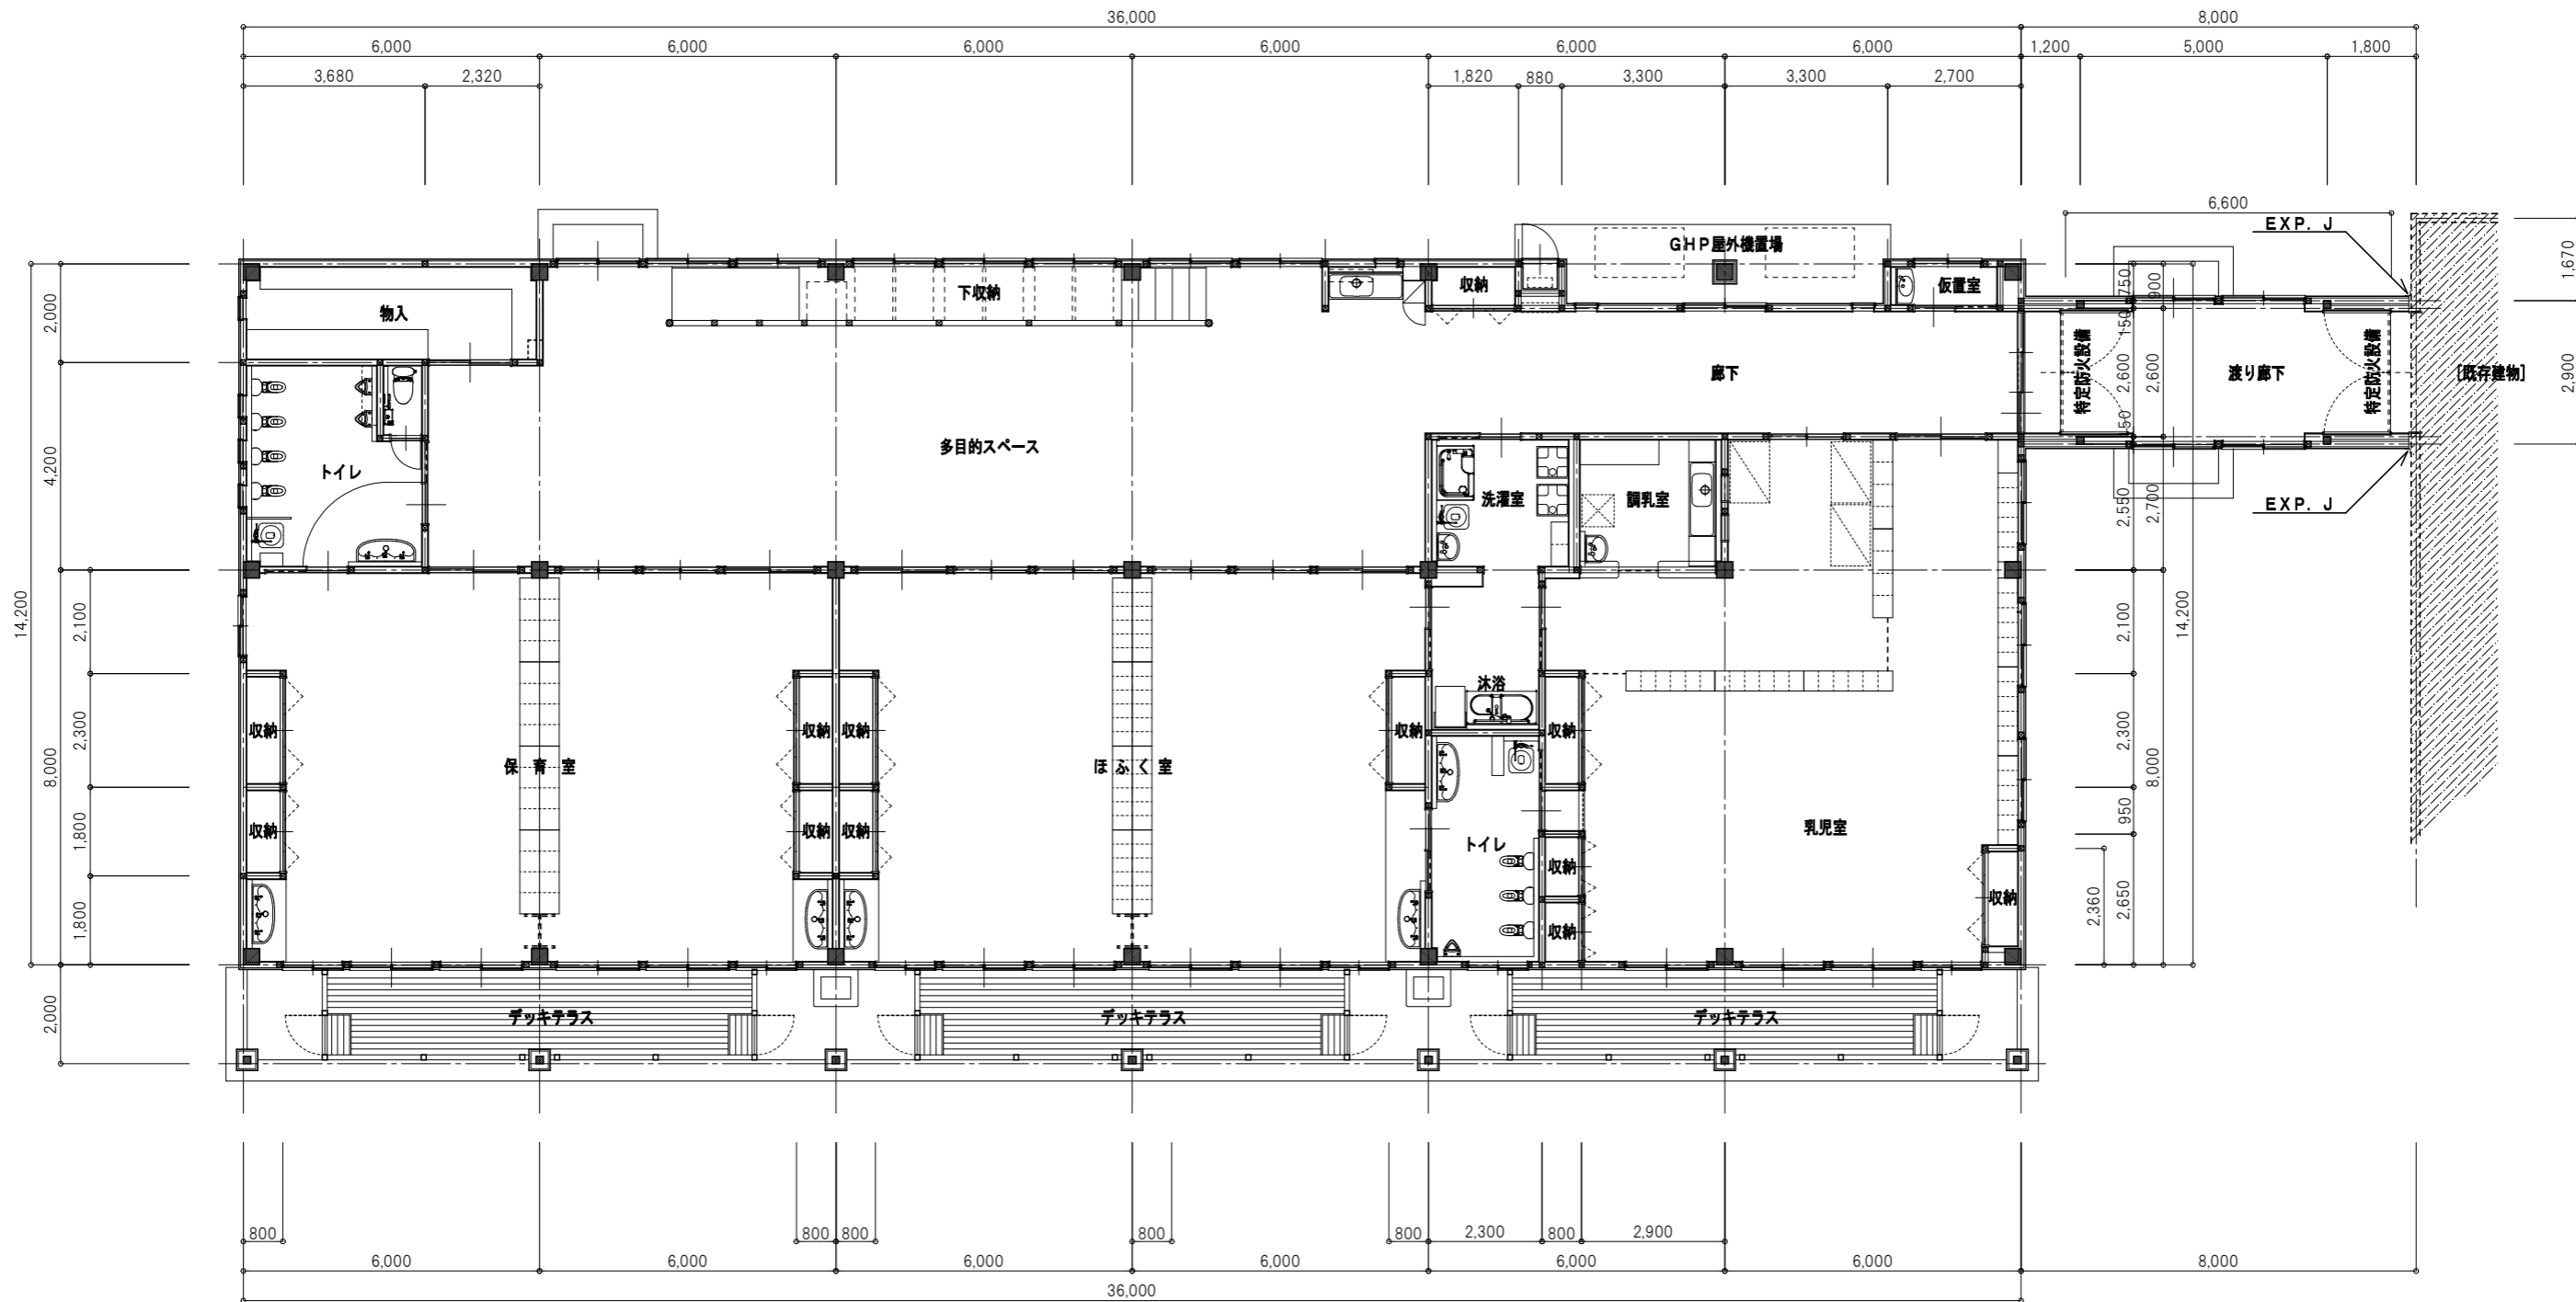 36,000
8,000
6,000
6,000
6,000
6,000
6,000
6,000
1,200
5,000
1,800
3,680
2,320
1,820
880
3,300
3,300
2,700
6,600
EXP. J
GHP屋外機置場
1,670
750
900
下収納
収納
仮置室
物入
2,000
150
特定防火設備
特定防火設備
廊下
渡り廊下
[既存建物]
2,600
2,600
2,900
多目的スペース
4,200
トイレ
洗濯室
調乳室
2,550
2,700
EXP. J
14,200
2,100
2,100
14,200
沐浴
収納
収納
収納
収納
収納
2,300
8,000
保育室
ほふく室
2,300
8,000
収納
収納
収納
1,800
乳児室
950
トイレ
収納
収納
収納
1,800
2,360
2,650
デッキテラス
デッキテラス
デッキテラス
2,000
800
800
800
800
800
2,300
800
2,900
6,000
6,000
6,000
6,000
6,000
6,000
8,000
36,000